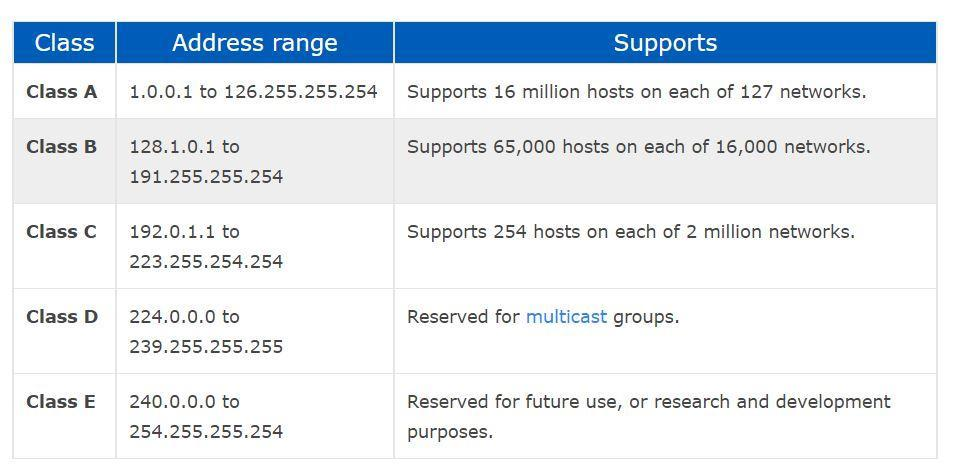 Class Address range Supports
Class A 1.0.0.1 to 126.255.255.254 Supports 16 million hosts on each of 127 networks.
Class B 128.1.0.1 to Supports 65,000 hosts on each of 16,000 networks.
191.255.255.254
Class C 192.0.1.1 to Supports 254 hosts on each of 2 million networks.
223.255.254.254
Class D 224.0.0.0 to Reserved for multicast groups.
239.255.255.255
Class E 240.0.0.0 to Reserved for future use, or research and development
254.255.255.254 purposes.